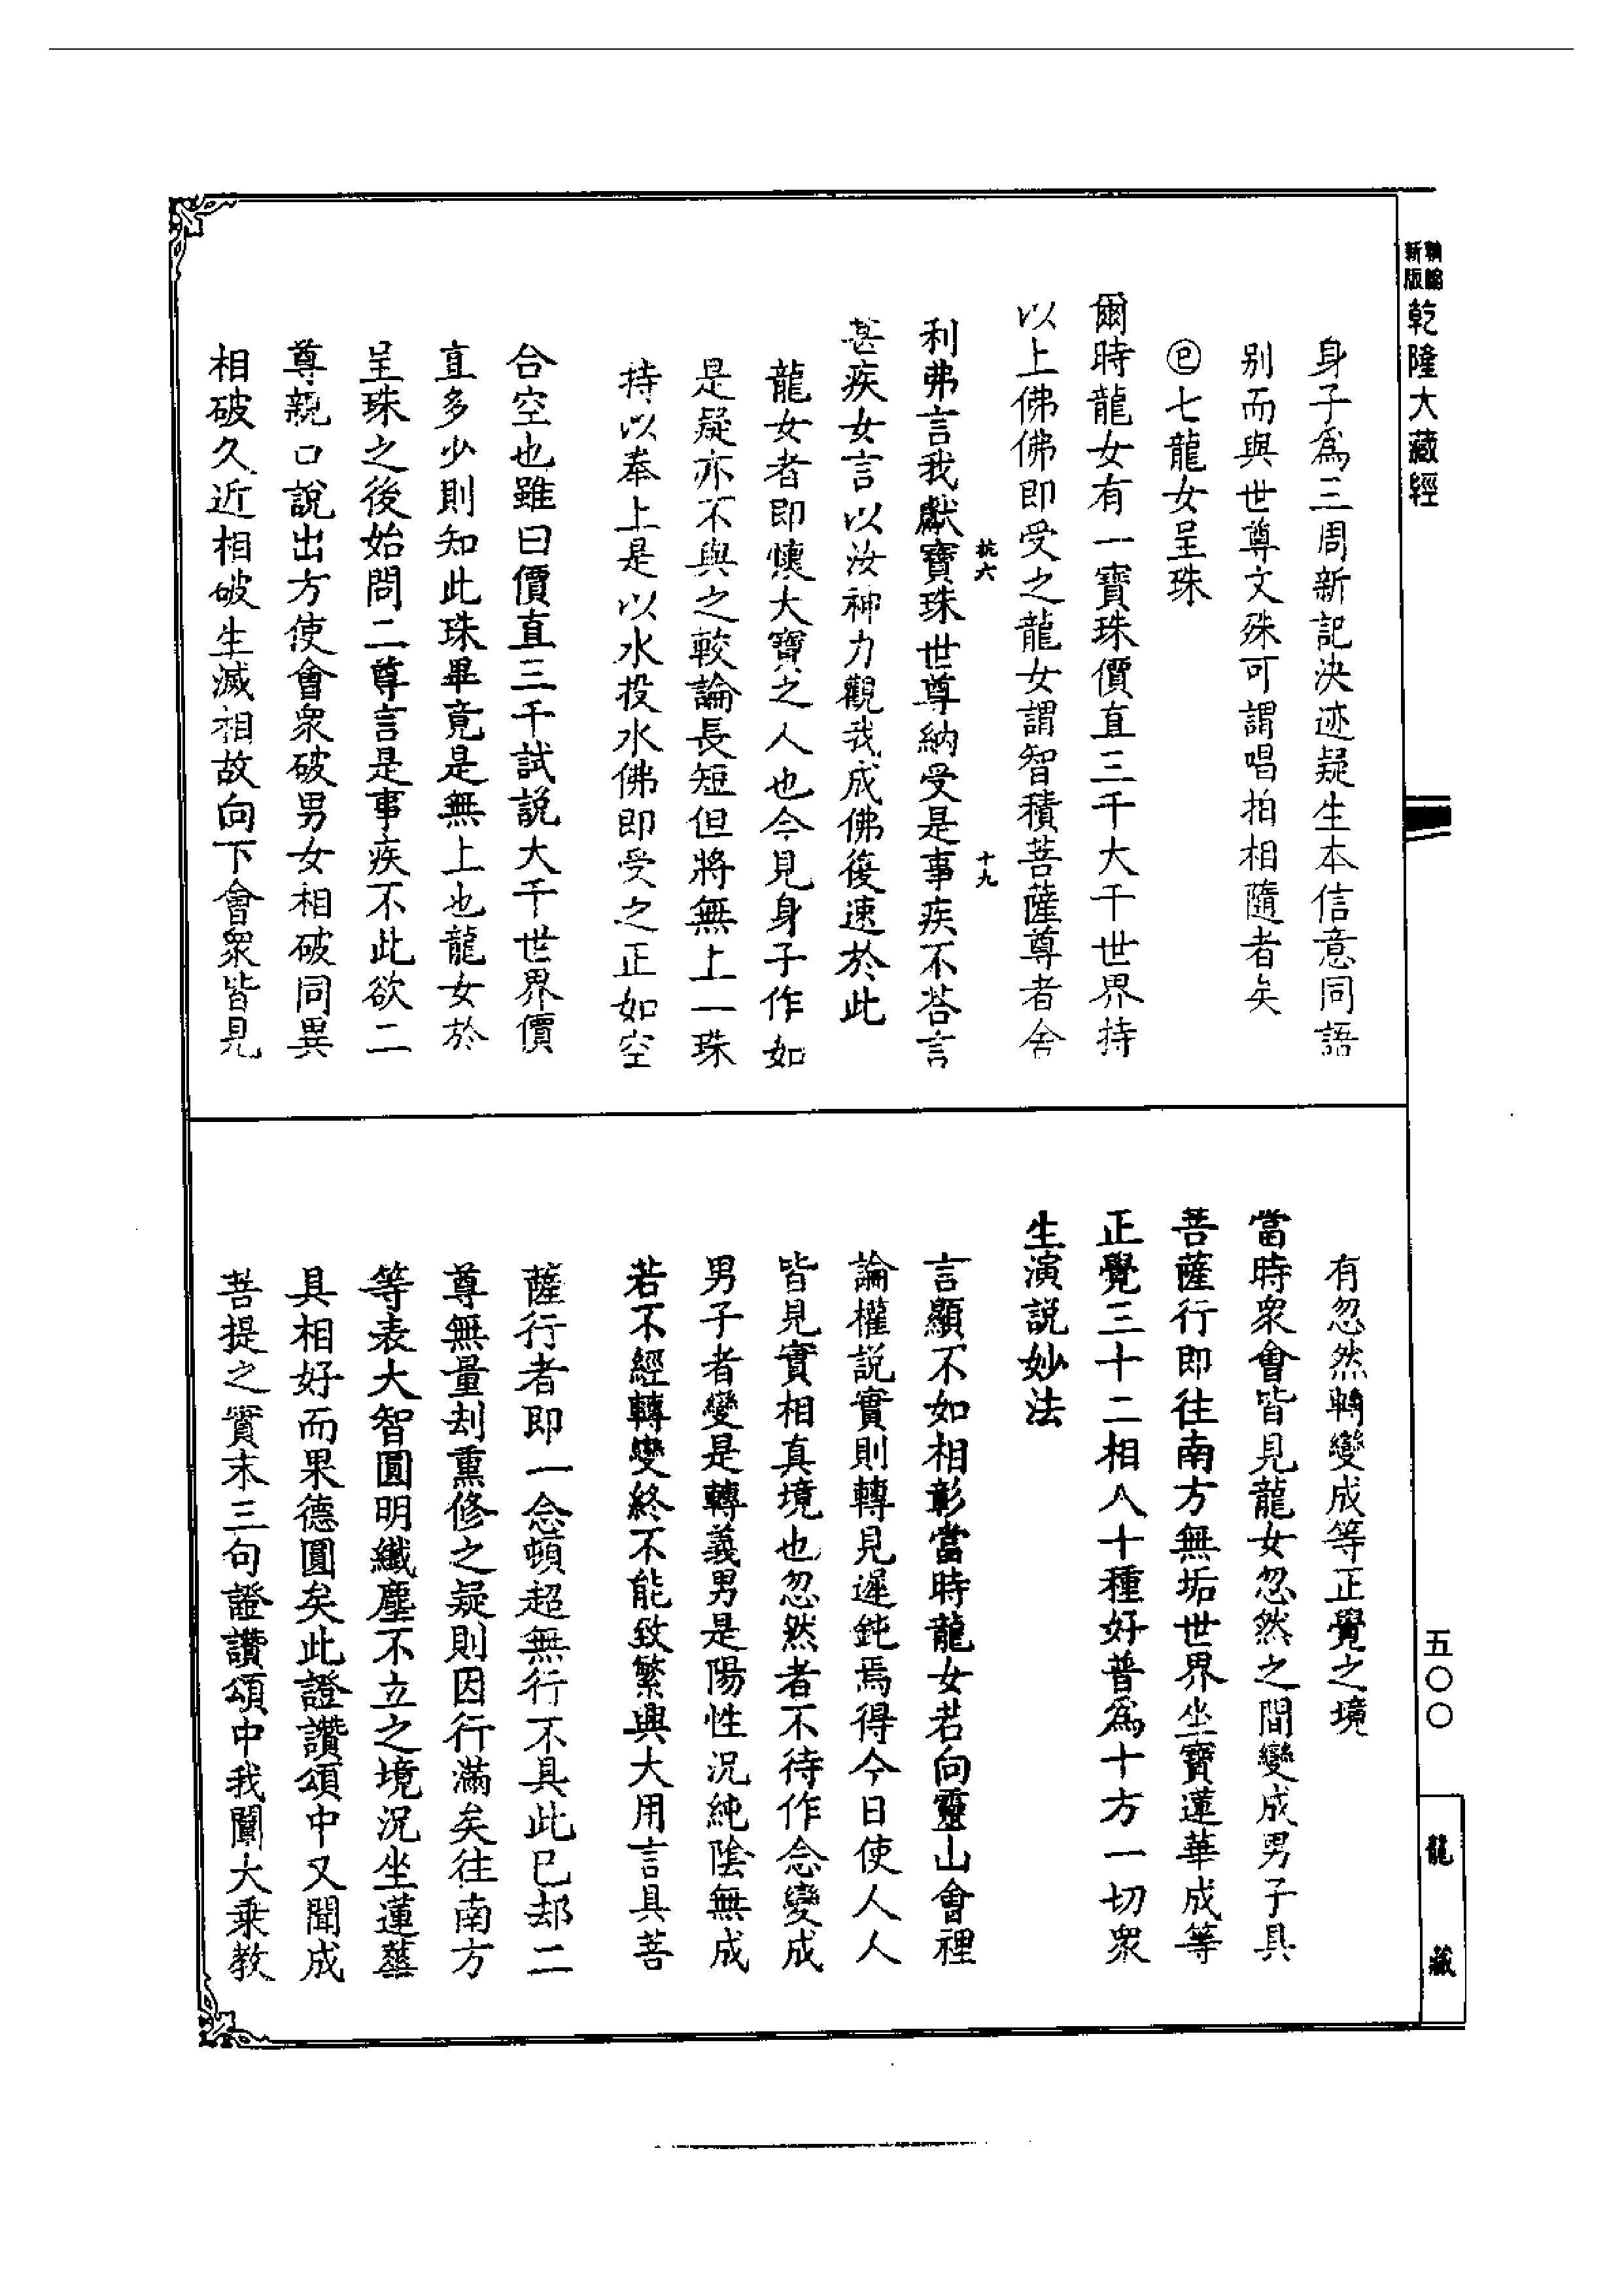 新版 乾隆大藏經
身子為三周新記決迹疑生本信意同語
別而與世尊文殊可謂唱拍相隨者矣
㊁七龍女呈珠
爾時龍女有一寶珠價直三千大千世界持
以上佛佛即受之龍女謂智積菩薩尊者舍
抗六 十九
利弗言我獻寶珠世尊納受是事疾不荅言
甚疾女言以汝神力觀我成佛復速於此
龍女者即懷大寶之人也今見身子作如
是疑亦不與之較論長短但將無上一珠
持以奉上是以水投水佛即受之正如空
合空也雖曰價直三千試說大千世界價
直多少則知此珠畢竟是無上也龍女於
呈珠之後始問二尊言是事疾不此欲二
尊親口說出方使會衆破男女相破同異
相破久近相破生滅相故向下會衆皆見
有忽然轉變成等正覺之境
當時衆會皆見龍女忽然之間變成男子具
菩薩行即往南方無垢世界坐寶蓮華成等
正覺三十二相八十種好普為十方一切衆
生演說妙法
言顯不如相彰當時龍女若向靈山會裡
論權說實則轉見遲鈍焉得今日使人人
皆見實相真境也忽然者不待作念變成
男子者變是轉義男是陽性況純陰無成
若不經轉變終不能致繁興大用言具菩
薩行者即一念頓超無行不具此已却二
尊無量刦熏修之疑則因行滿矣往南方
等表大智圓明纖塵不立之境況坐蓮華
具相好而果德圓矣此證讚頌中又聞成
菩提之實末三句證讚頌中我闡大乘教
五〇〇
龍藏